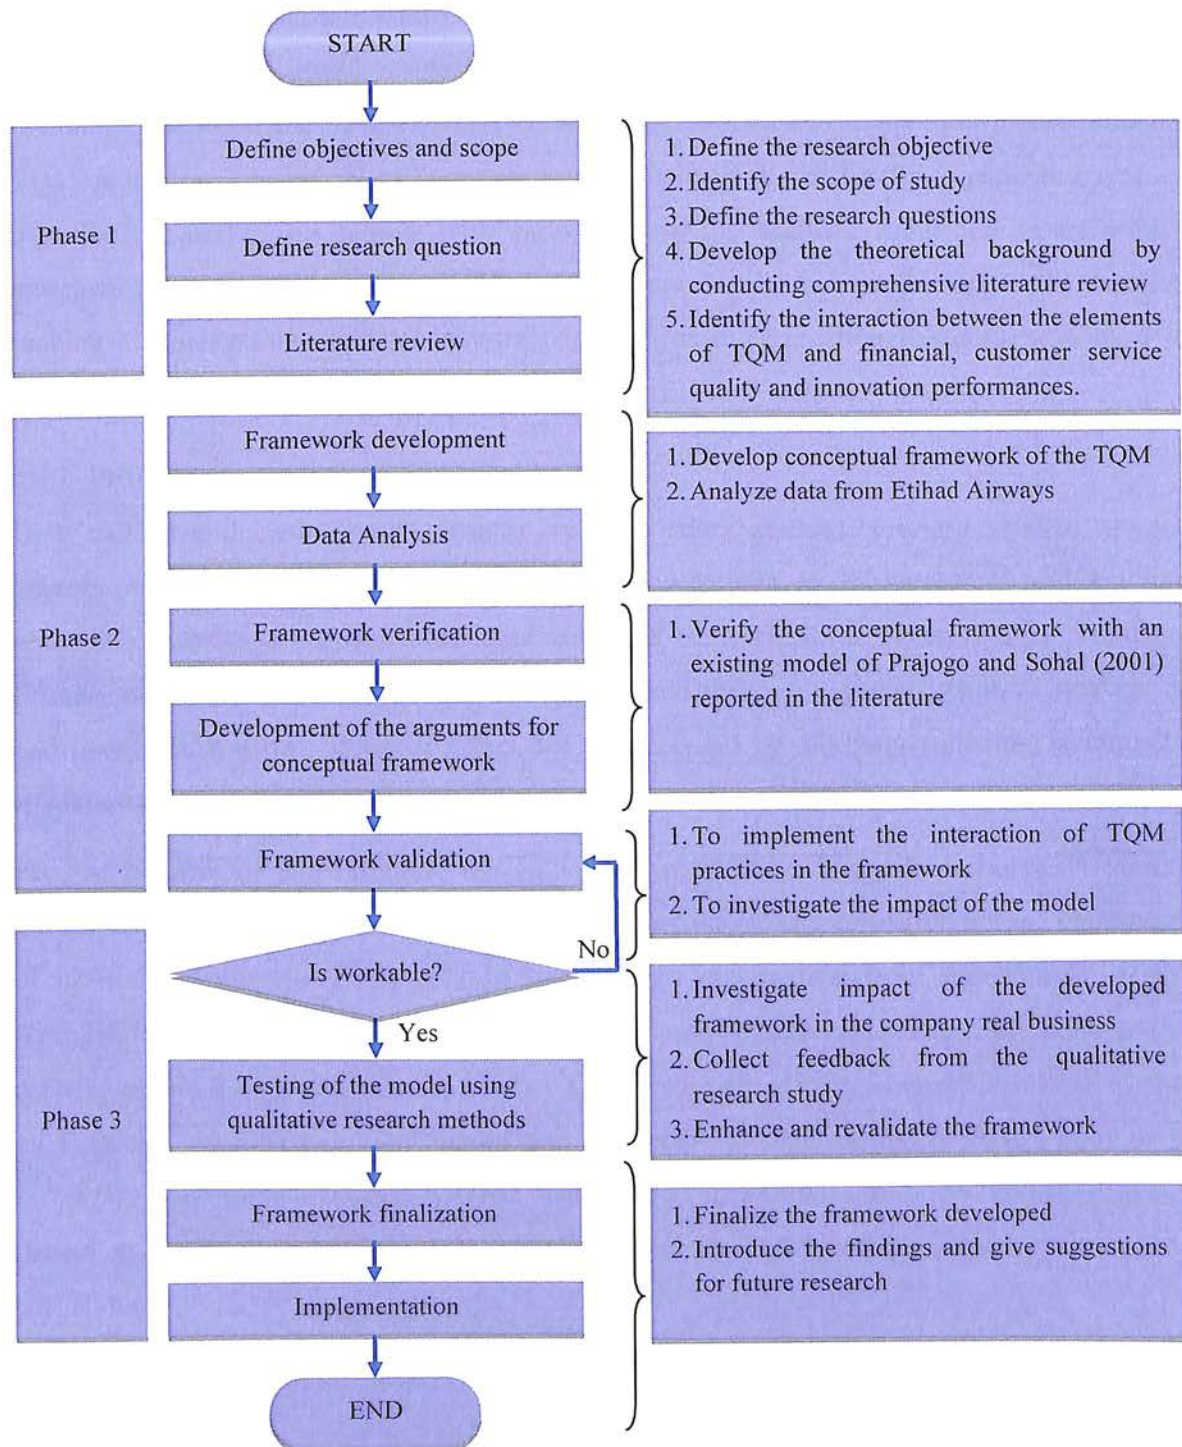 START
Phase 1
Define objectives and scope
Define research question
Literature review
1. Define the research objective
2. Identify the scope of study
3. Define the research questions
4. Develop the theoretical background by
conducting comprehensive literature review
5. Identify the interaction between the elements
of TQM and financial, customer service
quality and innovation performances.
Phase 2
Framework development
Data Analysis
1. Develop conceptual framework of the TQM
2. Analyze data from Etihad Airways
Framework verification
Development of the arguments for
conceptual framework
1. Verify the conceptual framework with an
existing model of Prajogo and Sohal (2001)
reported in the literature
Framework validation
1. To implement the interaction of TQM
practices in the framework
2. To investigate the impact of the model
Phase 3
Is workable?
No
Yes
Testing of the model using
qualitative research methods
1. Investigate impact of the developed
framework in the company real business
2. Collect feedback from the qualitative
research study
3. Enhance and revalidate the framework
Framework finalization
Implementation
1. Finalize the framework developed
2. Introduce the findings and give suggestions
for future research
END